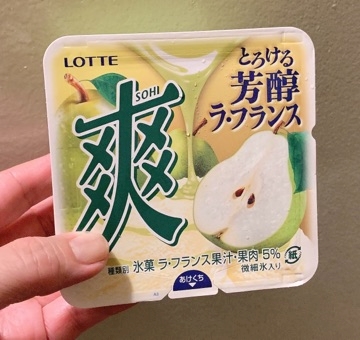 LOTTE
SOHI
爽
とろける
芳醇
ラ・フランス
種類別 氷菓 ラ・フランス果汁・果肉5%
微細氷入り
紙
あけくち